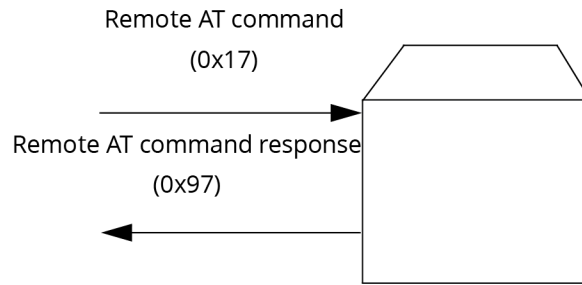 Remote AT command
(0x17)
Remote AT command response
(0x97)